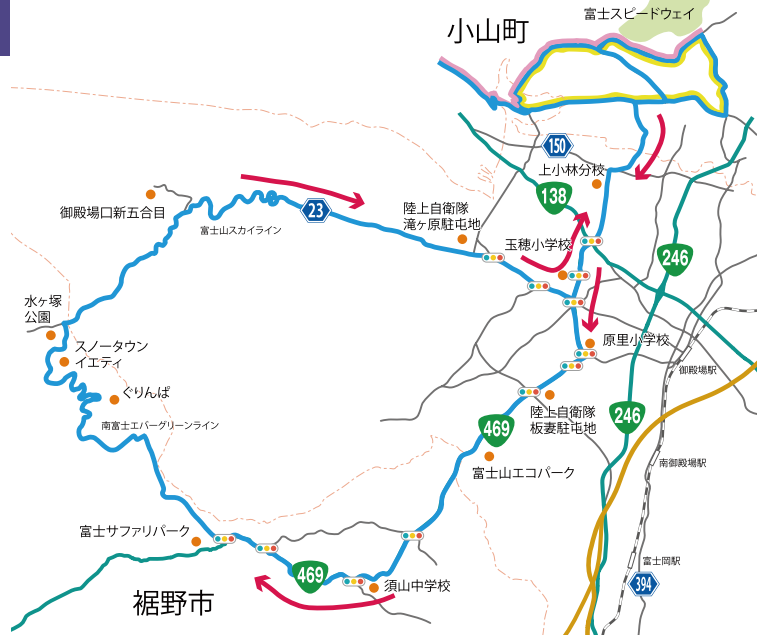 富士スピードウェイ
小山町
150
上小林分校
138
23
御殿場口新五合目
陸上自衛隊
滝ヶ原駐屯地
富士山スカイライン
玉穂小学校
246
水ヶ塚
公園
スノータウン
イエティ
原里小学校
御殿場駅
ぐりんぱ
陸上自衛隊
板妻駐屯地
246
469
南富士エバーグリーンライン
富士山エコパーク
南御殿場駅
富士サファリパーク
富士岡駅
469
394
須山中学校
裾野市